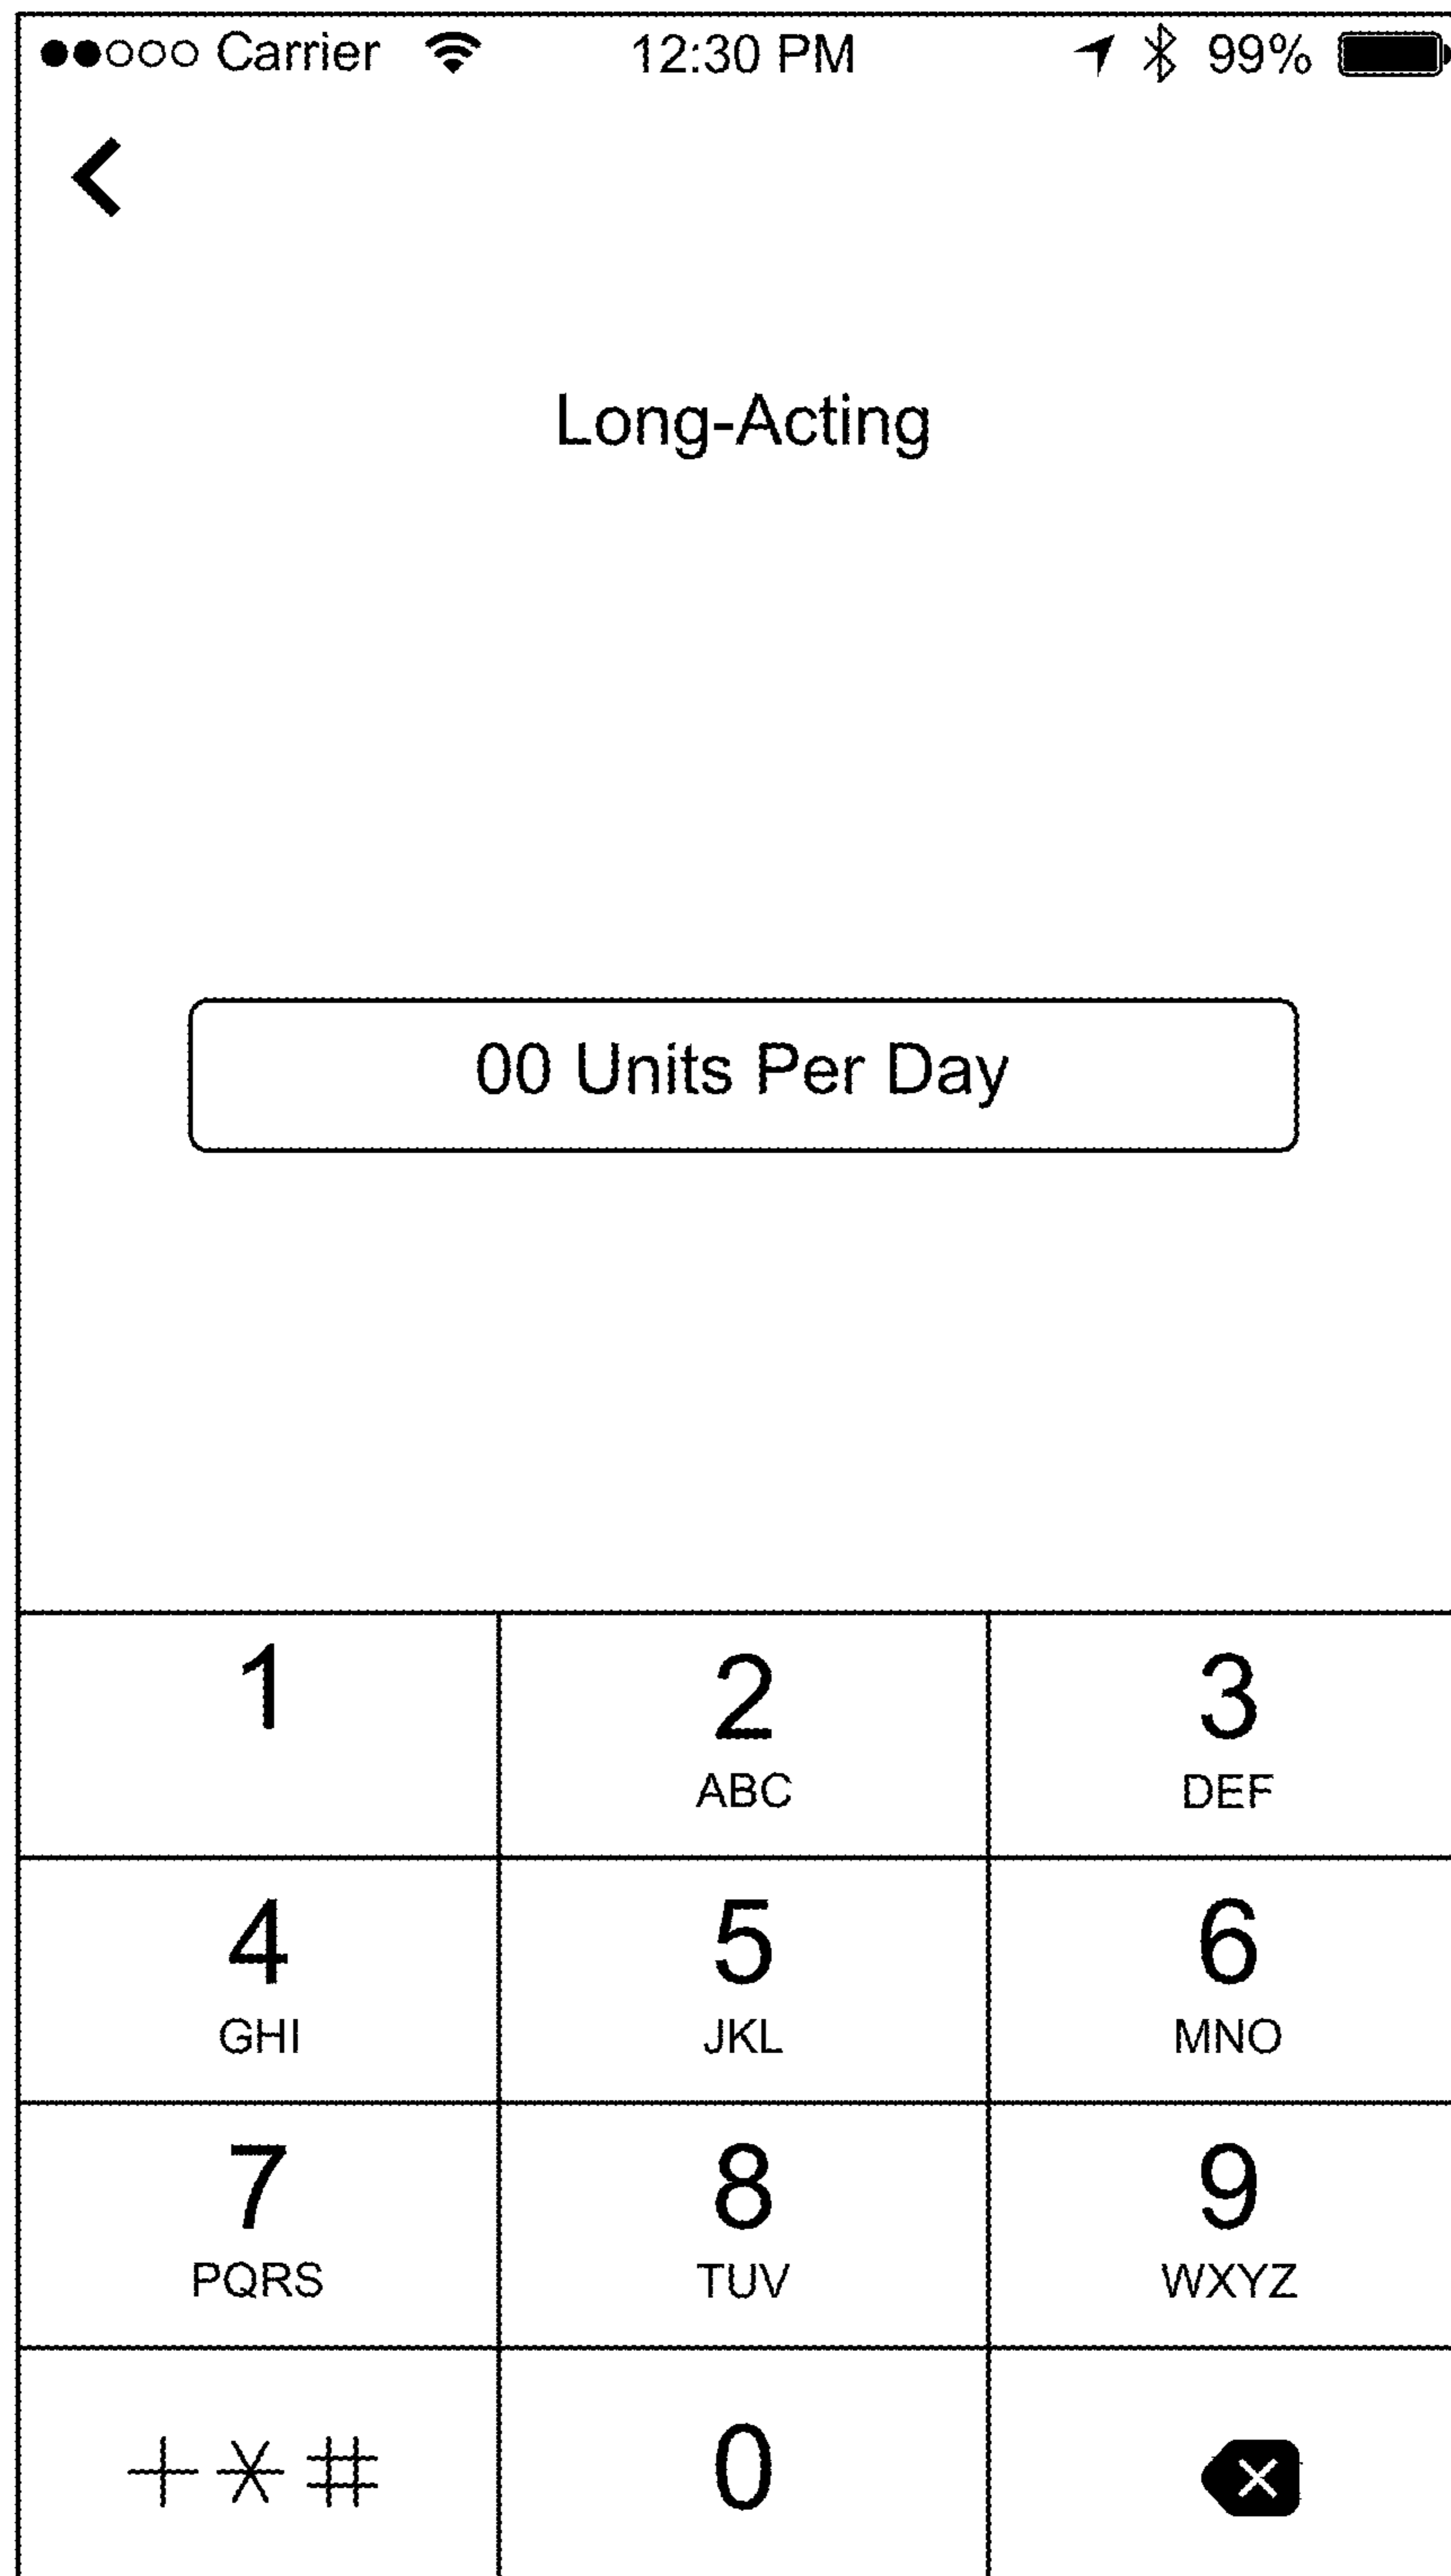 Carrier 12:30 PM 99%
Long-Acting
00 Units Per Day
1 2 3
ABC DEF
4 5 6
GHI JKL MNO
7 8 9
PQRS TUV WXYZ
+ * # 0